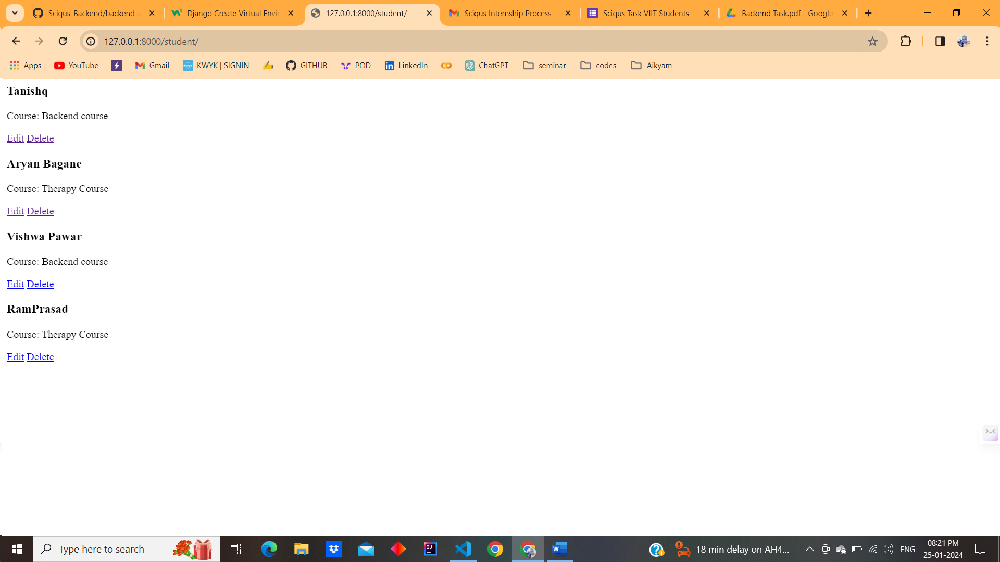 Sciqus-Backend/backend a
Django Create Virtual Envir
127.0.0.1:8000/student/
Sciqus Internship Process -
Sciqus Task VIIT Students
Backend Task.pdf - Google
127.0.0.1:8000/student/
Apps YouTube Gmail KWYK | SIGNIN GITHUB POD LinkedIn ChatGPT seminar codes Aikyam
Tanishq
Course: Backend course
Edit Delete
Aryan Bagane
Course: Therapy Course
Edit Delete
Vishwa Pawar
Course: Backend course
Edit Delete
RamPrasad
Course: Therapy Course
Edit Delete
Type here to search
18 min delay on AH4...
ENG
08:21 PM
25-01-2024